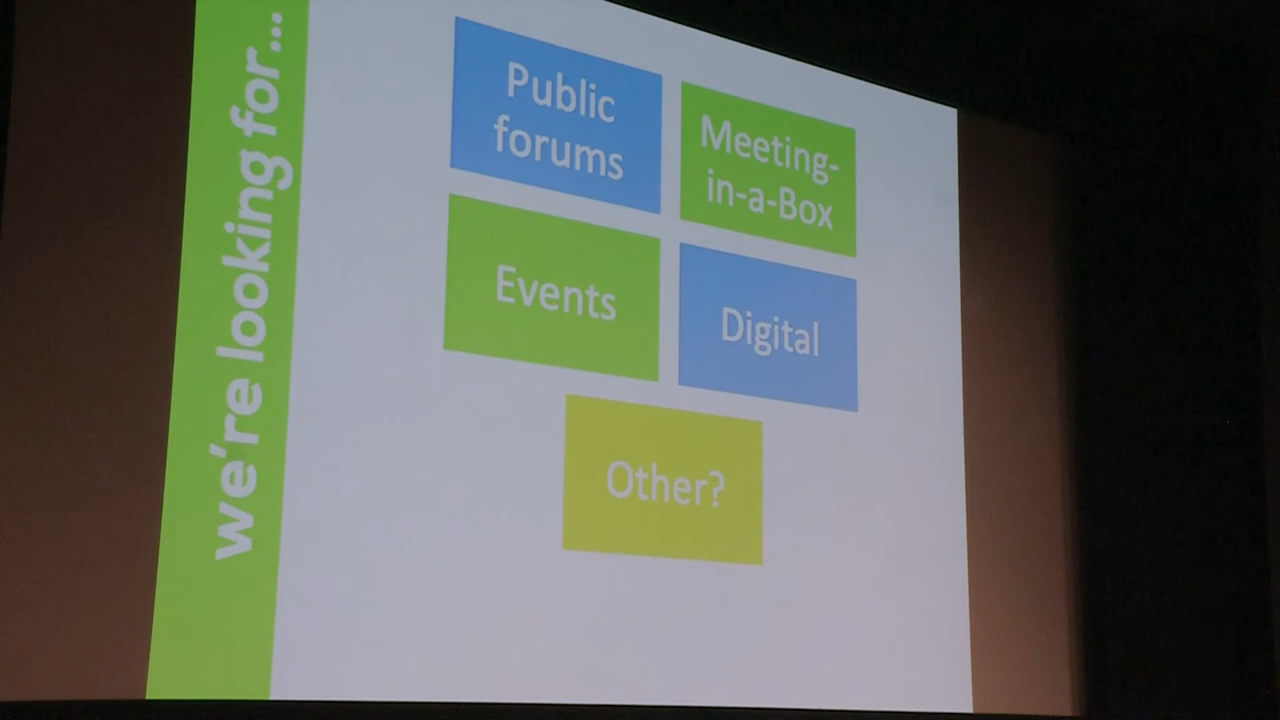 we're looking for...
Public
forums
Meeting-
in-a-Box
Events
Digital
Other?